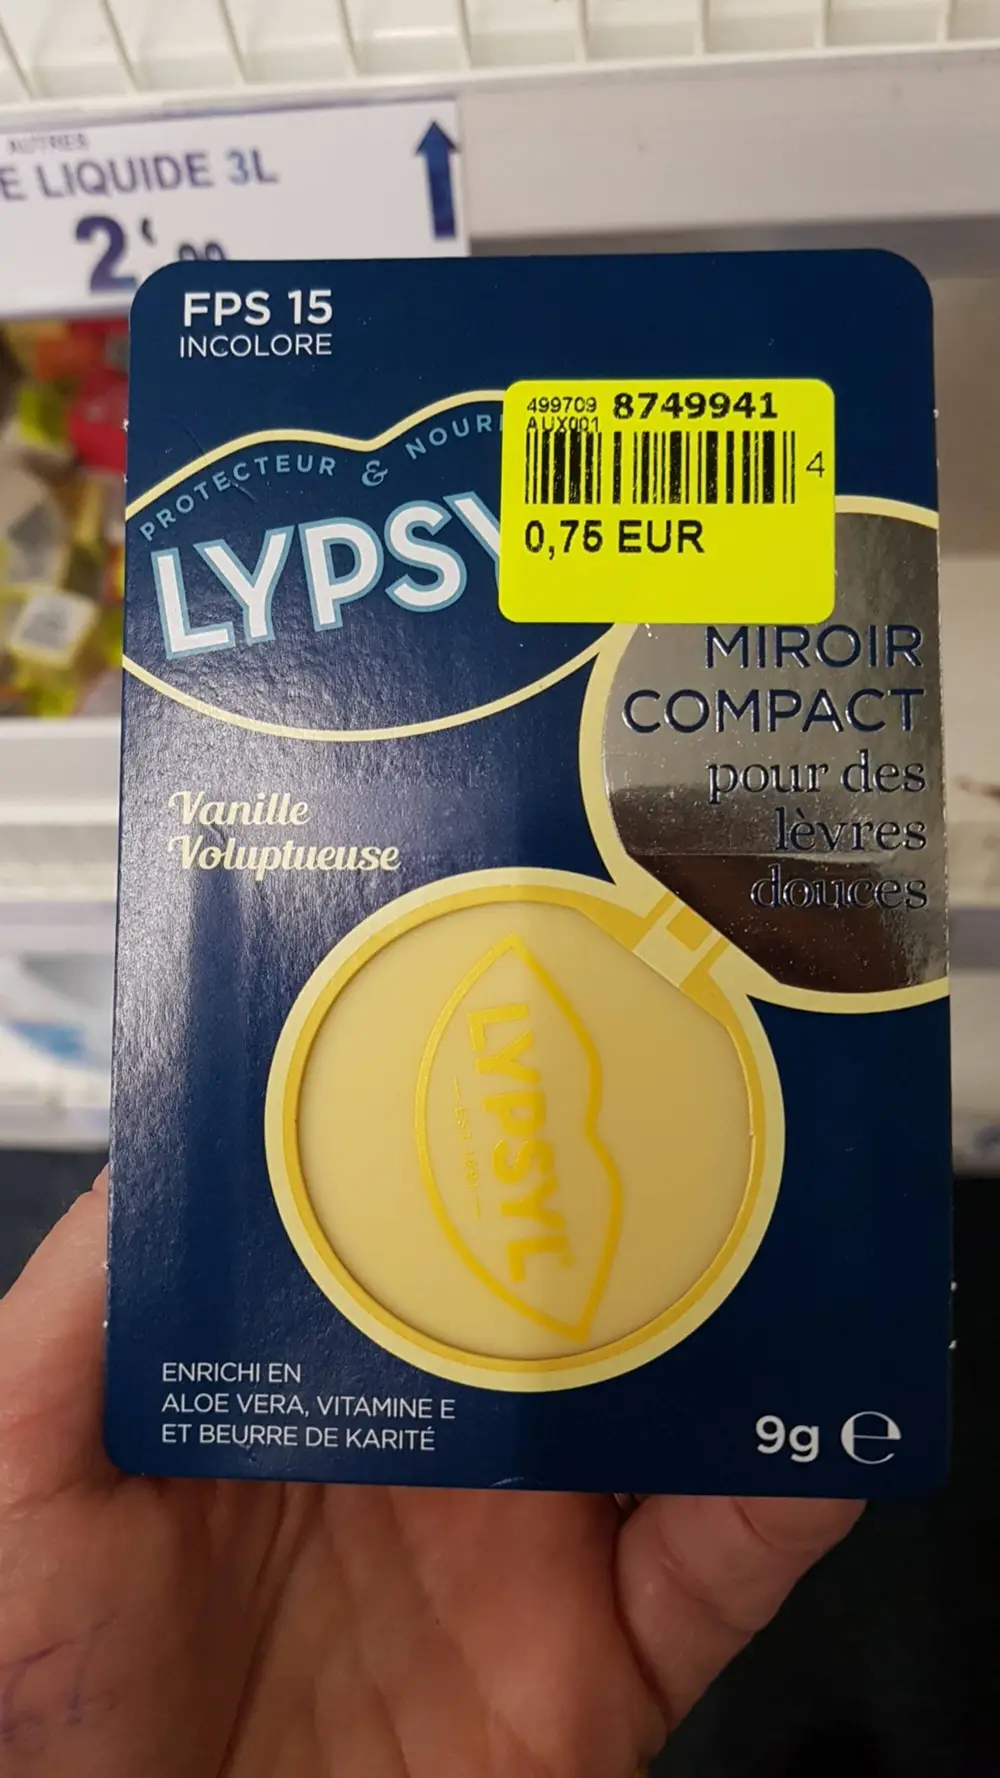 AUTRES
E LIQUIDE 3L
2€
FPS 15
INCOLORE
PROTECTEUR & NOURI
LYPSY
499709 8749941
AUX001
4
0,75 EUR
MIROIR
COMPACT
pour des
lèvres
douces
Vanille
Voluptueuse
LYPSYL
ENRICHI EN
ALOE VERA, VITAMINE E
ET BEURRE DE KARITÉ
9g ℮